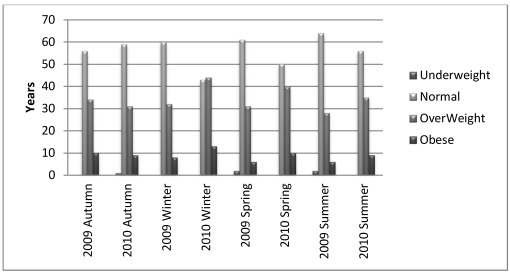 70
60
50
40
30
20
10
0
Years
2009 Autumn
2010 Autumn
2009 Winter
2010 Winter
2009 Spring
2010 Spring
2009 Summer
2010 Summer
Underweight
Normal
OverWeight
Obese